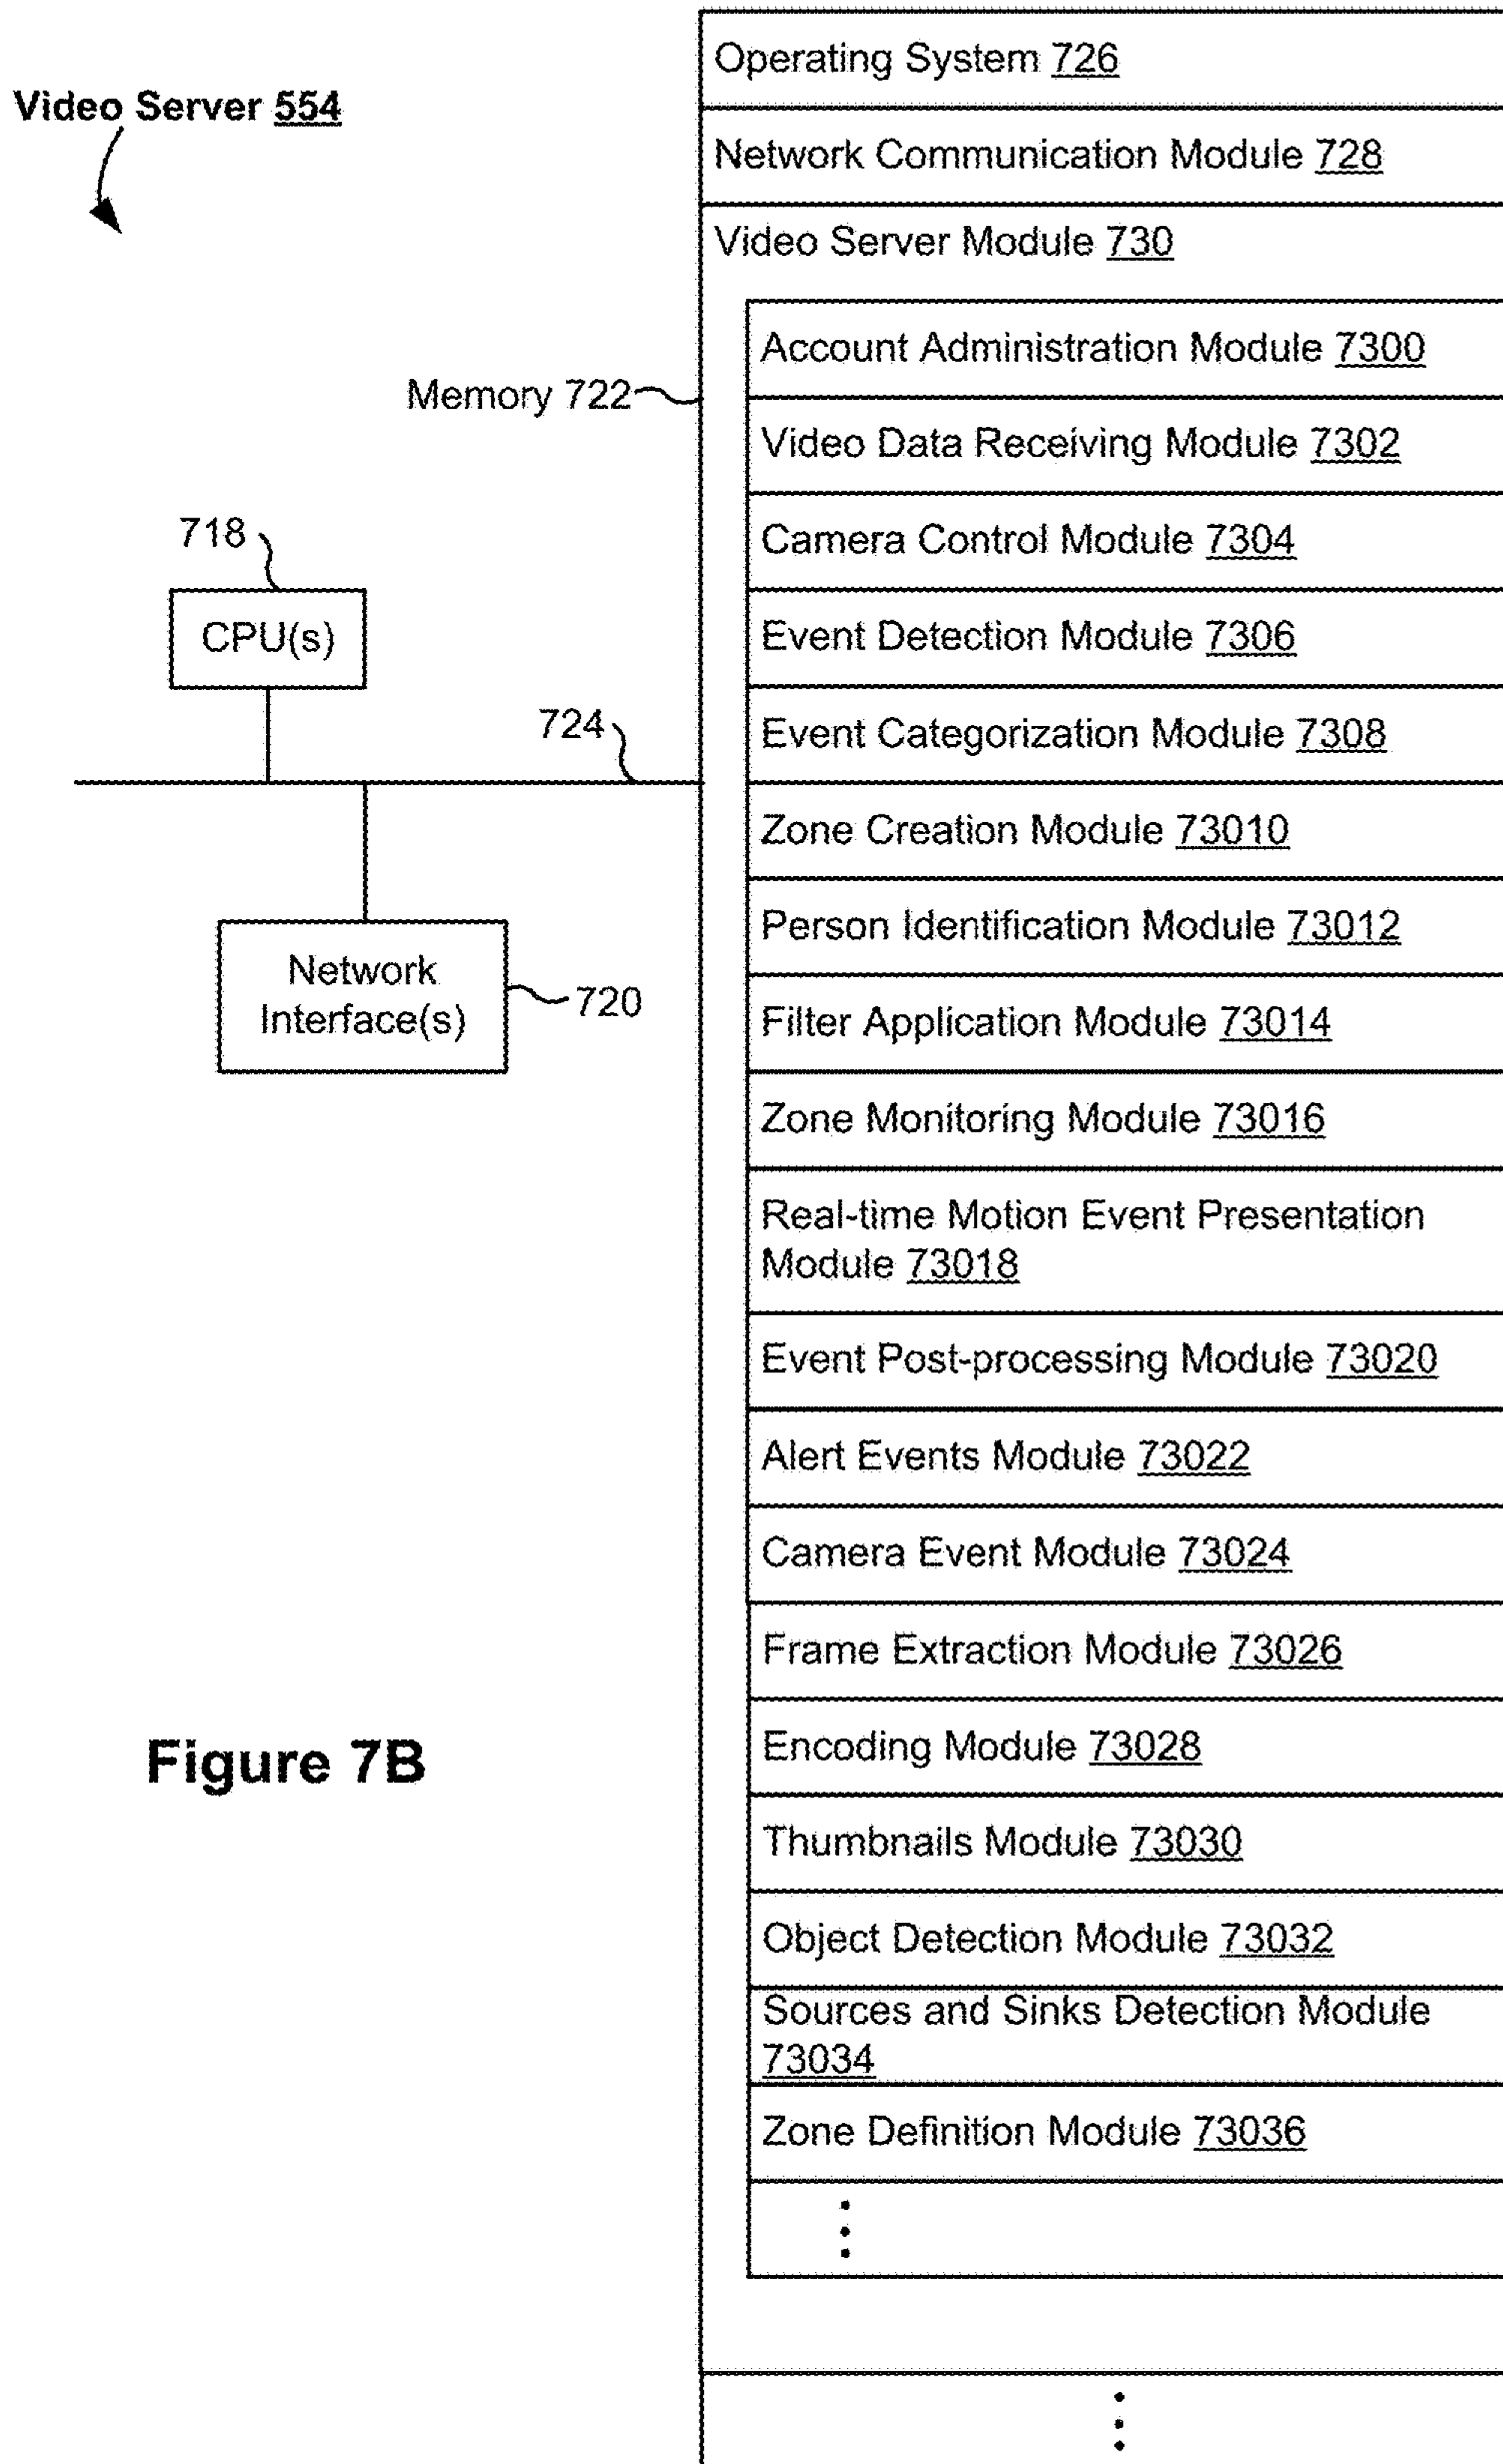 Video Server 554
Operating System 726
Network Communication Module 728
Video Server Module 730
Account Administration Module 7300
Memory 722
Video Data Receiving Module 7302
718
Camera Control Module 7304
CPU(s)
Event Detection Module 7306
724
Event Categorization Module 7308
Zone Creation Module 73010
Person Identification Module 73012
Network
Interface(s)
720
Filter Application Module 73014
Zone Monitoring Module 73016
Real-time Motion Event Presentation
Module 73018
Event Post-processing Module 73020
Alert Events Module 73022
Camera Event Module 73024
Frame Extraction Module 73026
Encoding Module 73028
Figure 7B
Thumbnails Module 73030
Object Detection Module 73032
Sources and Sinks Detection Module
73034
Zone Definition Module 73036